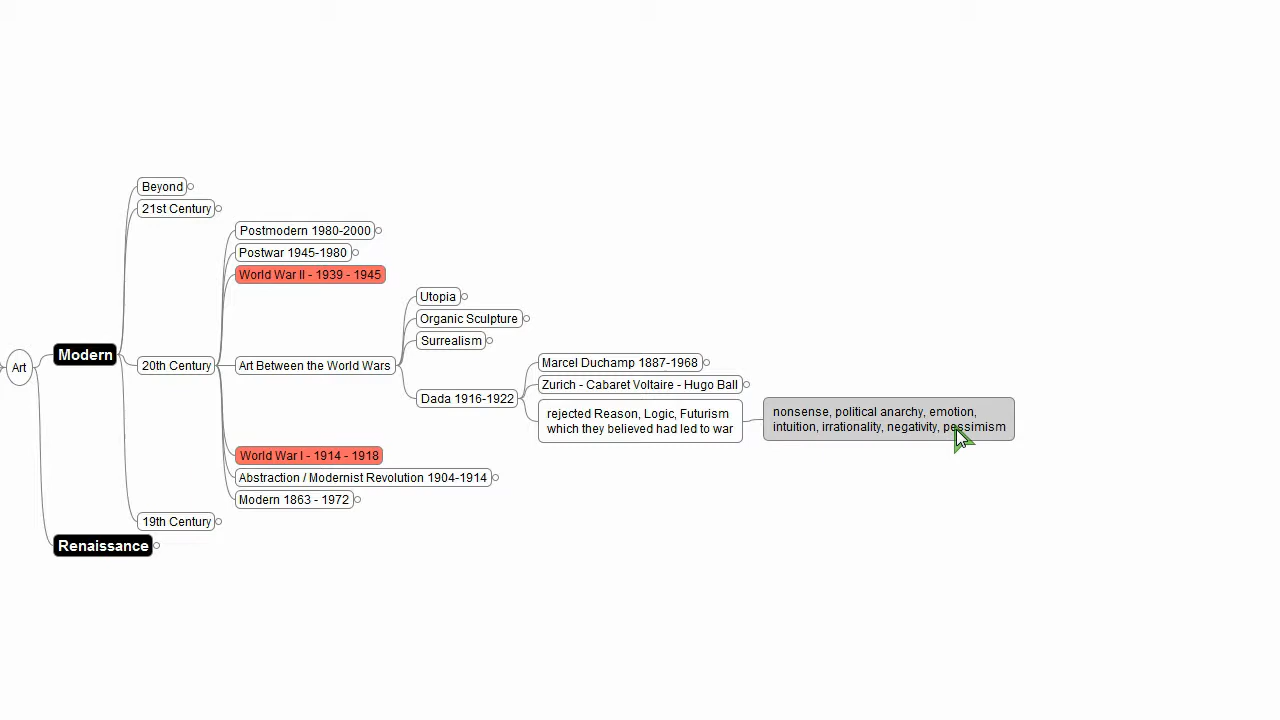 Beyond
21st Century
Postmodern 1980-2000
Postwar 1945-1980
World War II - 1939 - 1945
Utopia
Organic Sculpture
Surrealism
Art
Modern
20th Century
Art Between the World Wars
Marcel Duchamp 1887-1968
Zurich - Cabaret Voltaire - Hugo Ball
Dada 1916-1922
rejected Reason, Logic, Futurism
which they believed had led to war
nonsense, political anarchy, emotion,
intuition, irrationality, negativity, pessimism
World War I - 1914 - 1918
Abstraction / Modernist Revolution 1904-1914
Modern 1863 - 1972
19th Century
Renaissance